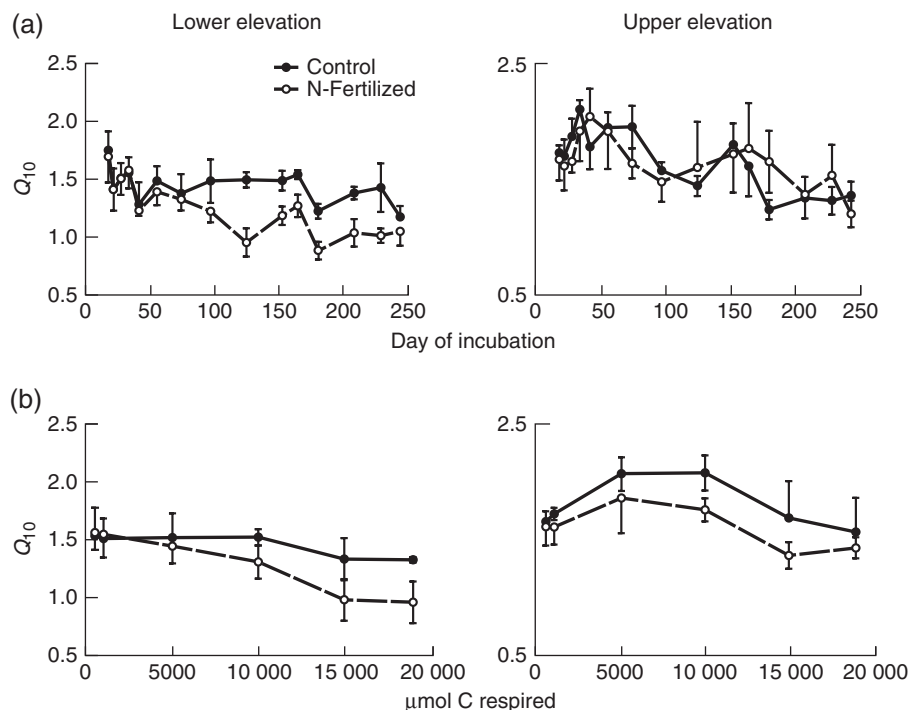 (a)
Lower elevation
Upper elevation
2.5
2.0
1.5
1.0
0.5
Q10
Control
N-Fertilized
0 50 100 150 200 250
2.5
0.5
0 50 100 150 200 250
Day of incubation
(b)
2.5
2.0
1.5
1.0
0.5
Q10
0 5000 10 000 15 000 20 000
2.5
0.5
0 5000 10 000 15 000 20 000
μmol C respired